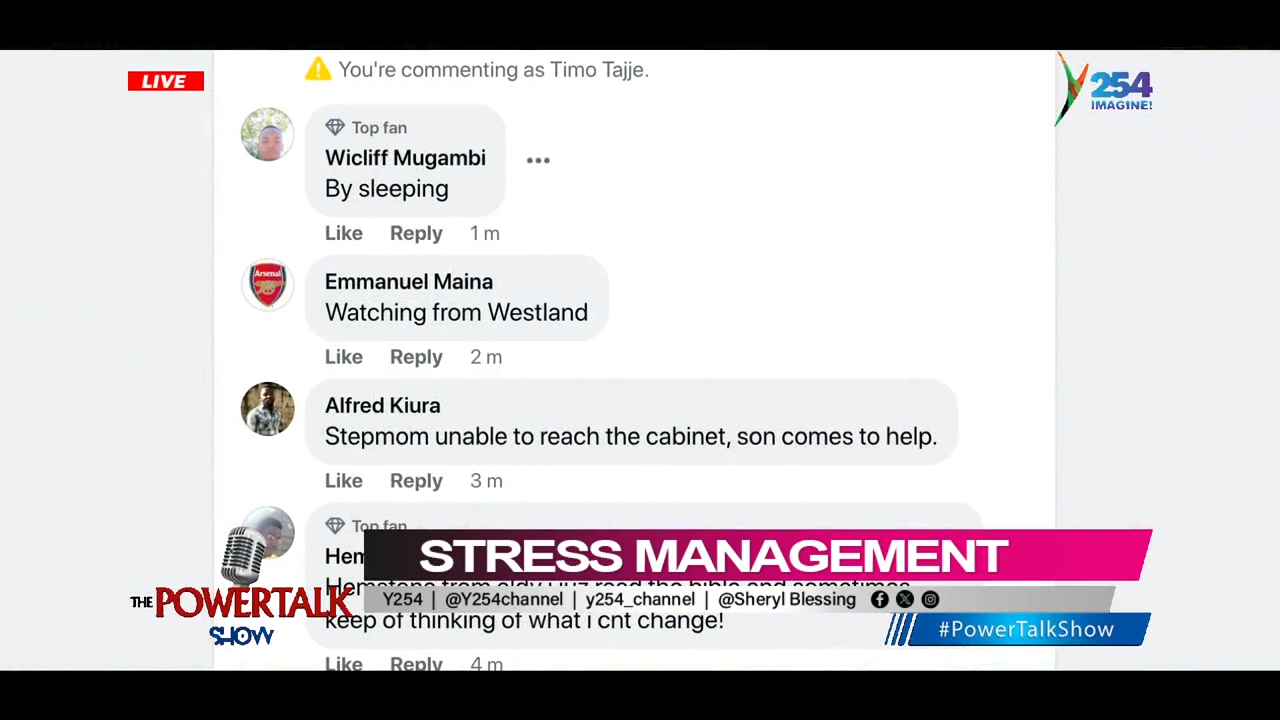 You're commenting as Timo Tajje.
LIVE
254
IMAGINE!
Top fan
Wicliff Mugambi
By sleeping
Like Reply 1 m
Arsenal
Emmanuel Maina
Watching from Westland
Like Reply 2 m
Alfred Kiura
Stepmom unable to reach the cabinet, son comes to help.
Like Reply 3 m
Top fan
STRESS MANAGEMENT
Y254 | @Y254channel | y254_channel | @Sheryl Blessing
THE POWERTALK
SHOW
keep of thinking of what i cnt change!
#PowerTalkShow
Like Reply 4 m